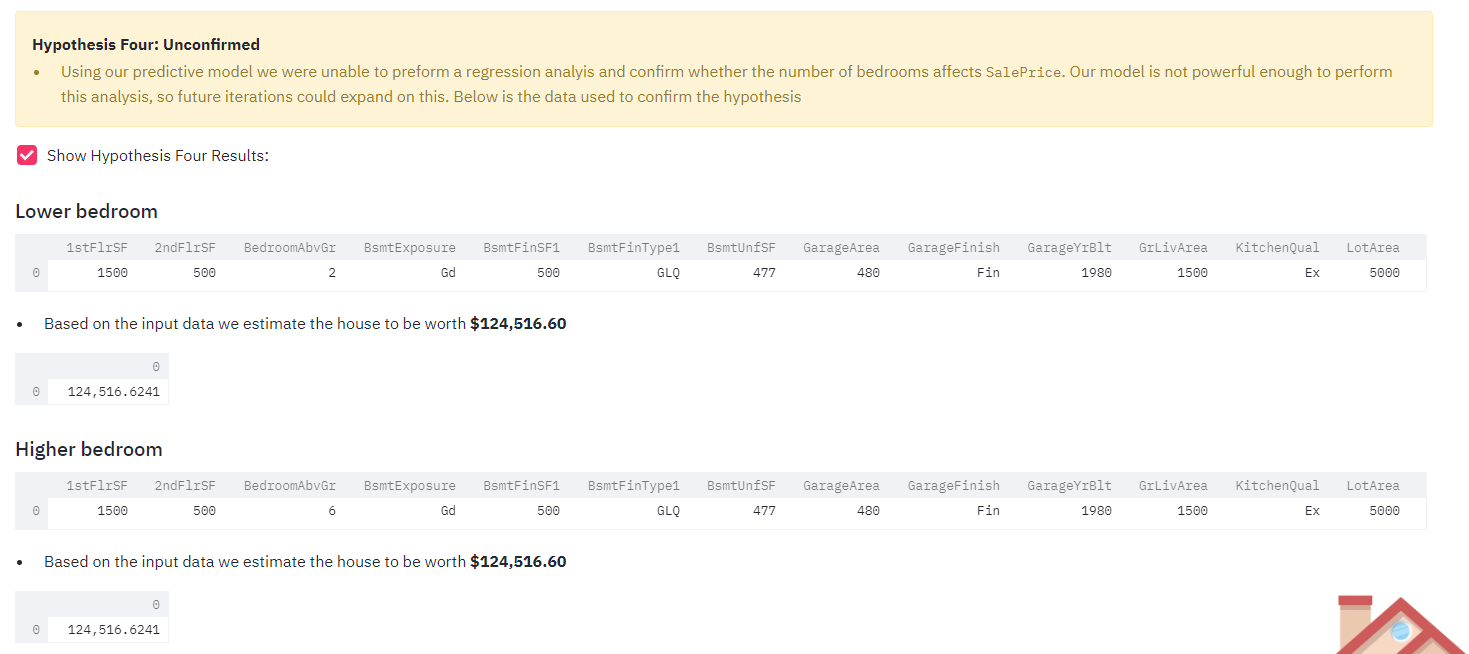 Hypothesis Four: Unconfirmed
• Using our predictive model we were unable to preform a regression analyis and confirm whether the number of bedrooms affects SalePrice. Our model is not powerful enough to perform
this analysis, so future iterations could expand on this. Below is the data used to confirm the hypothesis
Show Hypothesis Four Results:
Lower bedroom
1stFlrSF 2ndFlrSF BedroomAbvGr BsmtExposure BsmtFinSF1 BsmtFinType1 BsmtUnfSF GarageArea GarageFinish GarageYrBlt GrLivArea KitchenQual LotArea
0 1500 500 2 Gd 500 GLQ 477 480 Fin 1980 1500 Ex 5000
• Based on the input data we estimate the house to be worth $124,516.60
0
0 124,516.6241
Higher bedroom
1stFlrSF 2ndFlrSF BedroomAbvGr BsmtExposure BsmtFinSF1 BsmtFinType1 BsmtUnfSF GarageArea GarageFinish GarageYrBlt GrLivArea KitchenQual LotArea
0 1500 500 6 Gd 500 GLQ 477 480 Fin 1980 1500 Ex 5000
• Based on the input data we estimate the house to be worth $124,516.60
0
0 124,516.6241